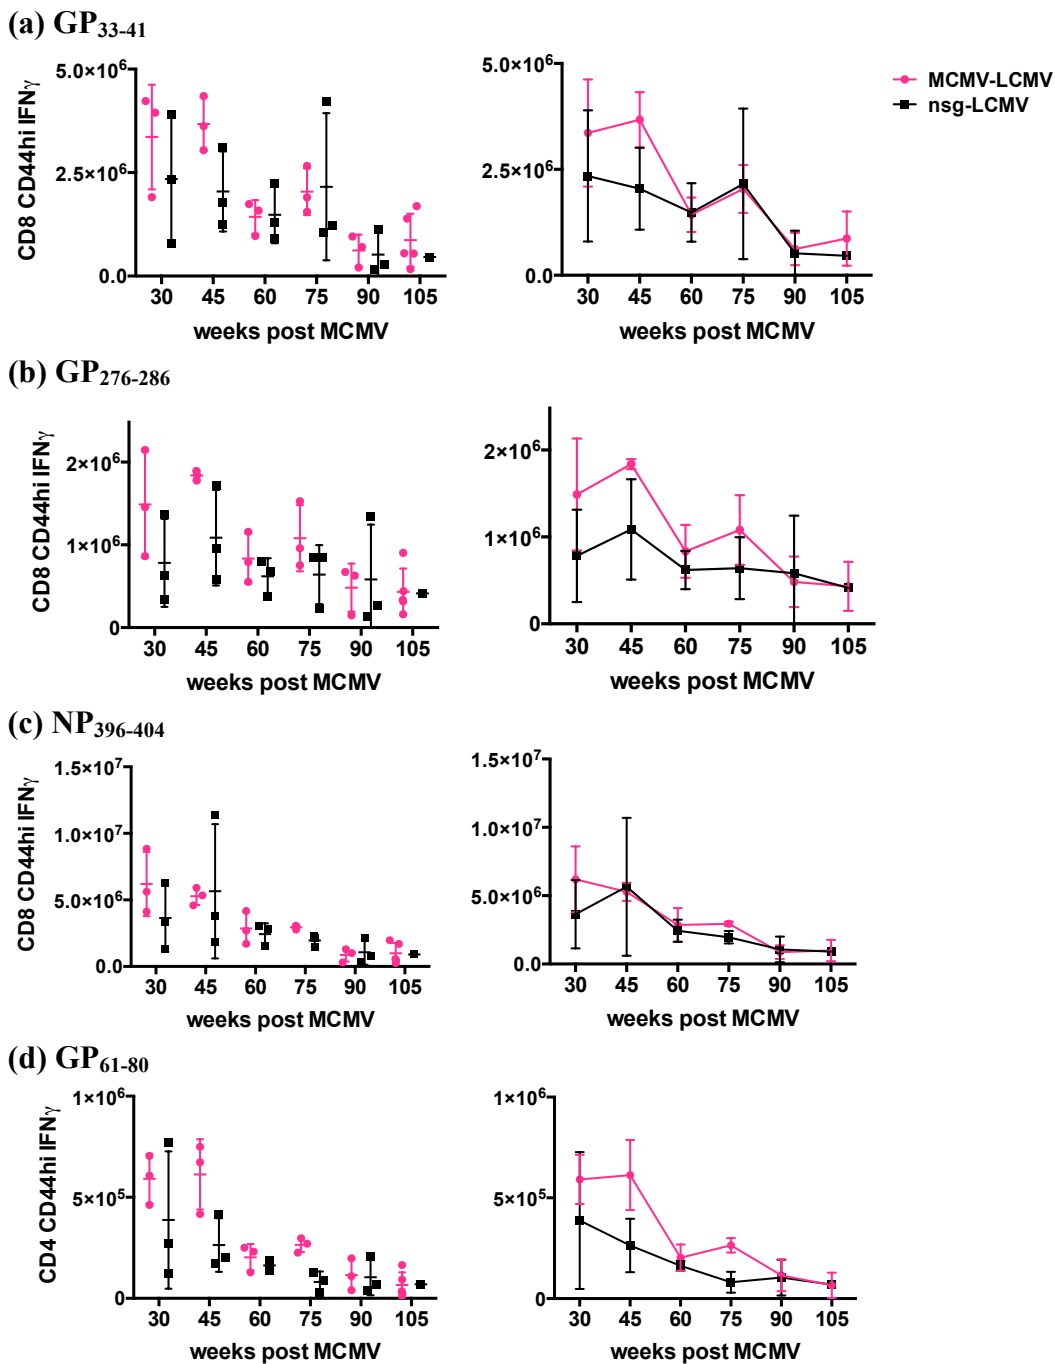 (a) GP33-41
CD8 CD44hi IFNγ
5.0×10⁶
2.5×10⁶
0.0
30 45 60 75 90 105
weeks post MCMV
5.0×10⁶
2.5×10⁶
0.0
30 45 60 75 90 105
weeks post MCMV
MCMV-LCMV
nsg-LCMV
(b) GP276-286
CD8 CD44hi IFNγ
2×10⁶
1×10⁶
0
30 45 60 75 90 105
weeks post MCMV
2×10⁶
1×10⁶
0
30 45 60 75 90 105
weeks post MCMV
(c) NP396-404
CD8 CD44hi IFNγ
1.5×10⁷
1.0×10⁷
5.0×10⁶
0.0
30 45 60 75 90 105
weeks post MCMV
1.5×10⁷
1.0×10⁷
5.0×10⁶
0.0
30 45 60 75 90 105
weeks post MCMV
(d) GP61-80
CD4 CD44hi IFNγ
1×10⁶
5×10⁵
0
30 45 60 75 90 105
weeks post MCMV
1×10⁶
5×10⁵
0
30 45 60 75 90 105
weeks post MCMV